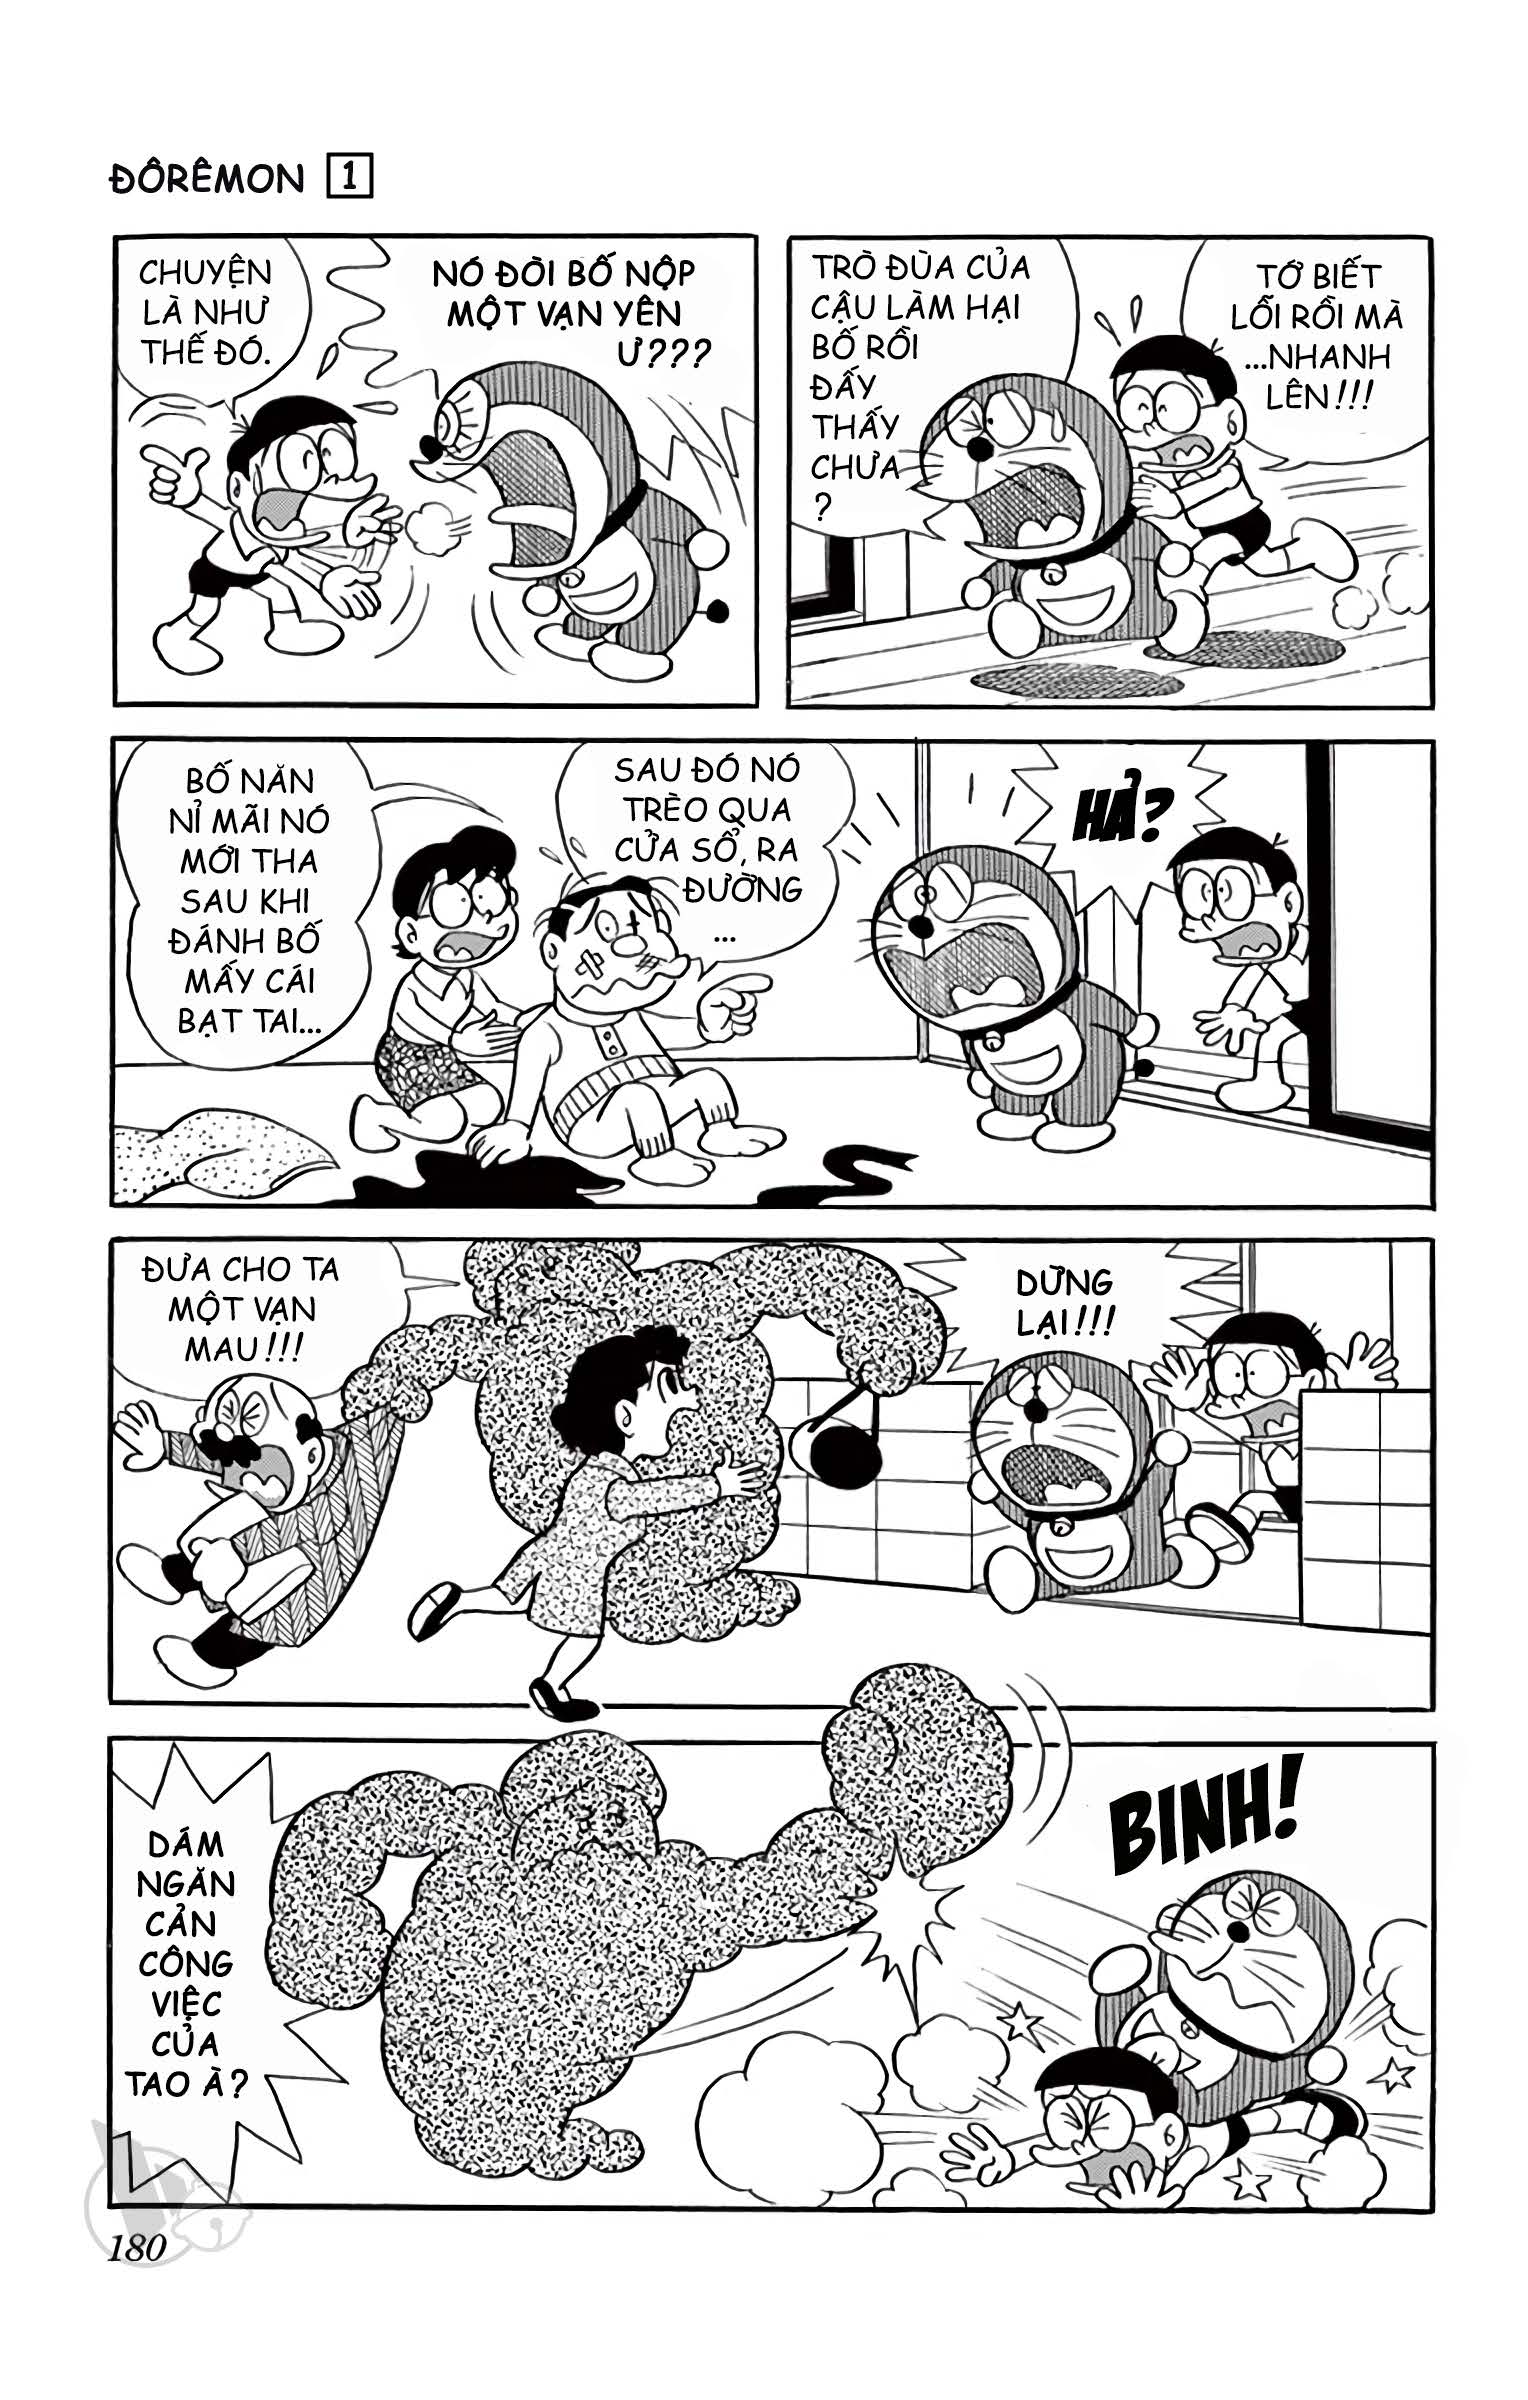 ĐÔRÊMON 1
CHUYỆN
LÀ NHƯ
THẾ ĐÓ.
NÓ ĐÒI BỐ NỘP
MỘT VẠN YÊN
Ư???
TRÒ ĐÙA CỦA
CẬU LÀM HẠI
BỐ RỒI
ĐẤY
THẤY
CHƯA
?
TỚ BIẾT
LỖI RỒI MÀ
...NHANH
LÊN!!!
BỐ NĂN
NỈ MÃI NÓ
MỚI THA
SAU KHI
ĐÁNH BỐ
MẤY CÁI
BẠT TAI...
SAU ĐÓ NÓ
TRÈO QUA
CỬA SỔ, RA
ĐƯỜNG
...
HẢ?
ĐƯA CHO TA
MỘT VẠN
MAU!!!
DỪNG
LẠI!!!
DÁM
NGĂN
CẢN
CÔNG
VIỆC
CỦA
TAO À?
BINH!
180